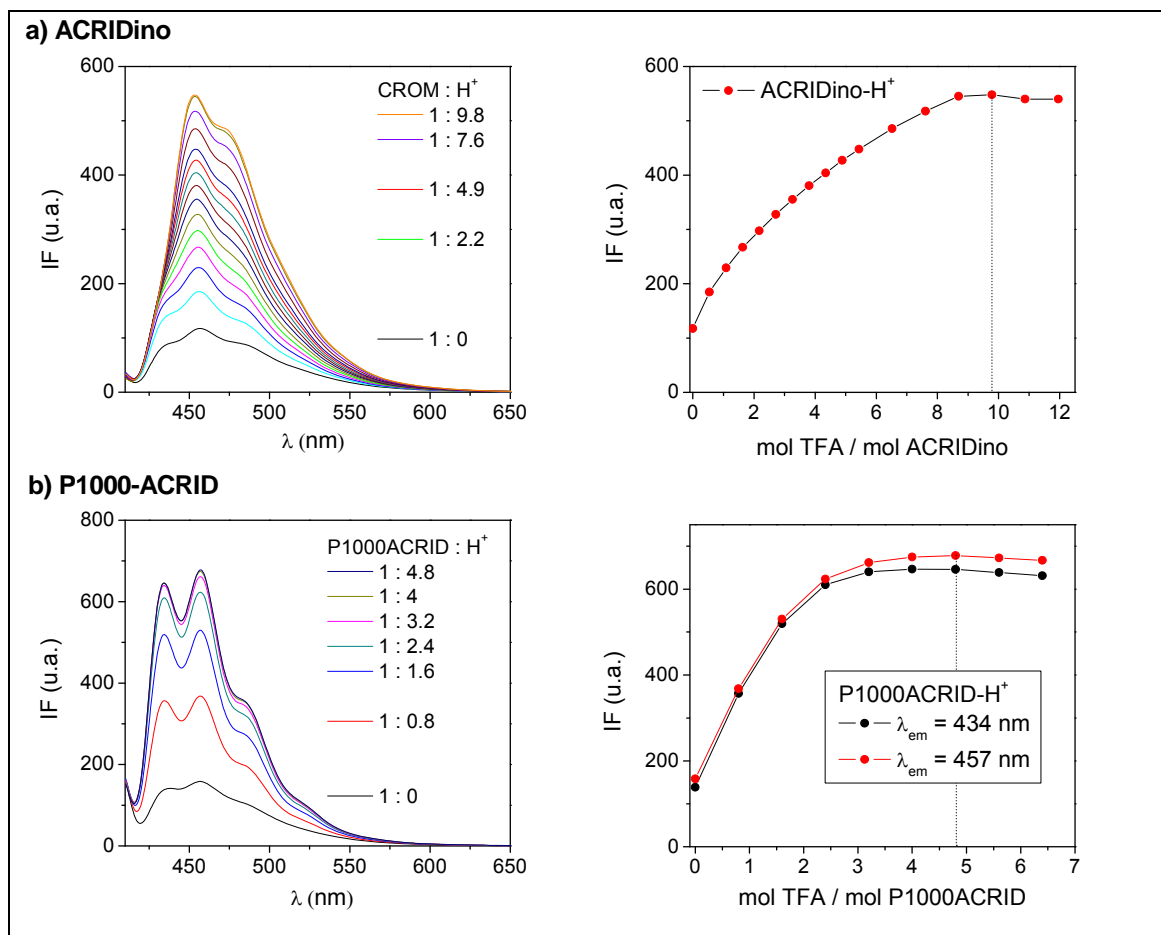 a) ACRIDino
600
400
200
0
IF (u.a.)
450 500 550 600 650
λ (nm)
CROM : H⁺
1 : 9.8
1 : 7.6
1 : 4.9
1 : 2.2
1 : 0
600
400
200
0
IF (u.a.)
0 2 4 6 8 10 12
mol TFA / mol ACRIDino
ACRIDino-H⁺
b) P1000-ACRID
800
600
400
200
0
IF (u.a.)
450 500 550 600 650
λ (nm)
P1000ACRID : H⁺
1 : 4.8
1 : 4
1 : 3.2
1 : 2.4
1 : 1.6
1 : 0.8
1 : 0
600
400
200
0
IF (u.a.)
0 1 2 3 4 5 6 7
mol TFA / mol P1000ACRID
P1000ACRID-H⁺
λem = 434 nm
λem = 457 nm